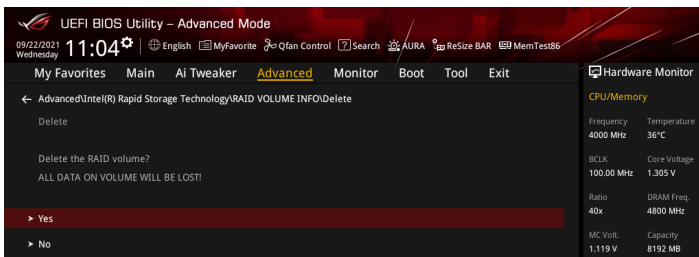 UEFI BIOS Utility – Advanced Mode
09/22/2021 Wednesday 11:04 English MyFavorite Qfan Control ? Search AURA ReSize BAR MemTest86
My Favorites Main Ai Tweaker Advanced Monitor Boot Tool Exit
Hardware Monitor
← Advanced\Intel(R) Rapid Storage Technology\RAID VOLUME INFO\Delete
Delete
Delete the RAID volume?
ALL DATA ON VOLUME WILL BE LOST!
> Yes
> No
CPU/Memory
Frequency Temperature
4000 MHz 36°C
BCLK Core Voltage
100.00 MHz 1.305 V
Ratio DRAM Freq.
40x 4800 MHz
MC Volt. Capacity
1.119 V 8192 MB